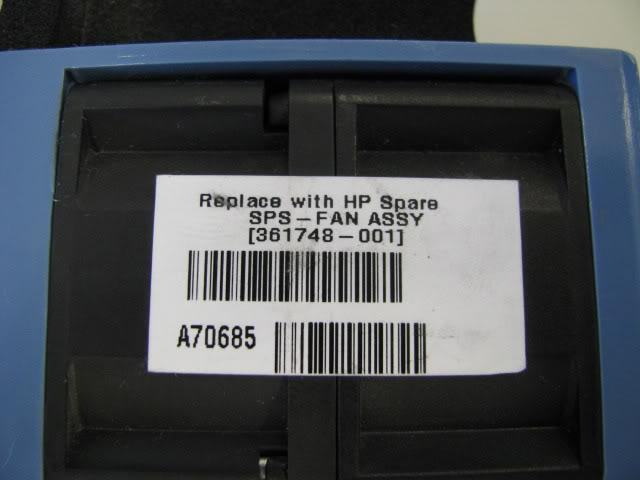 Replace with HP Spare
SPS-FAN ASSY
[361748-001]
A70685